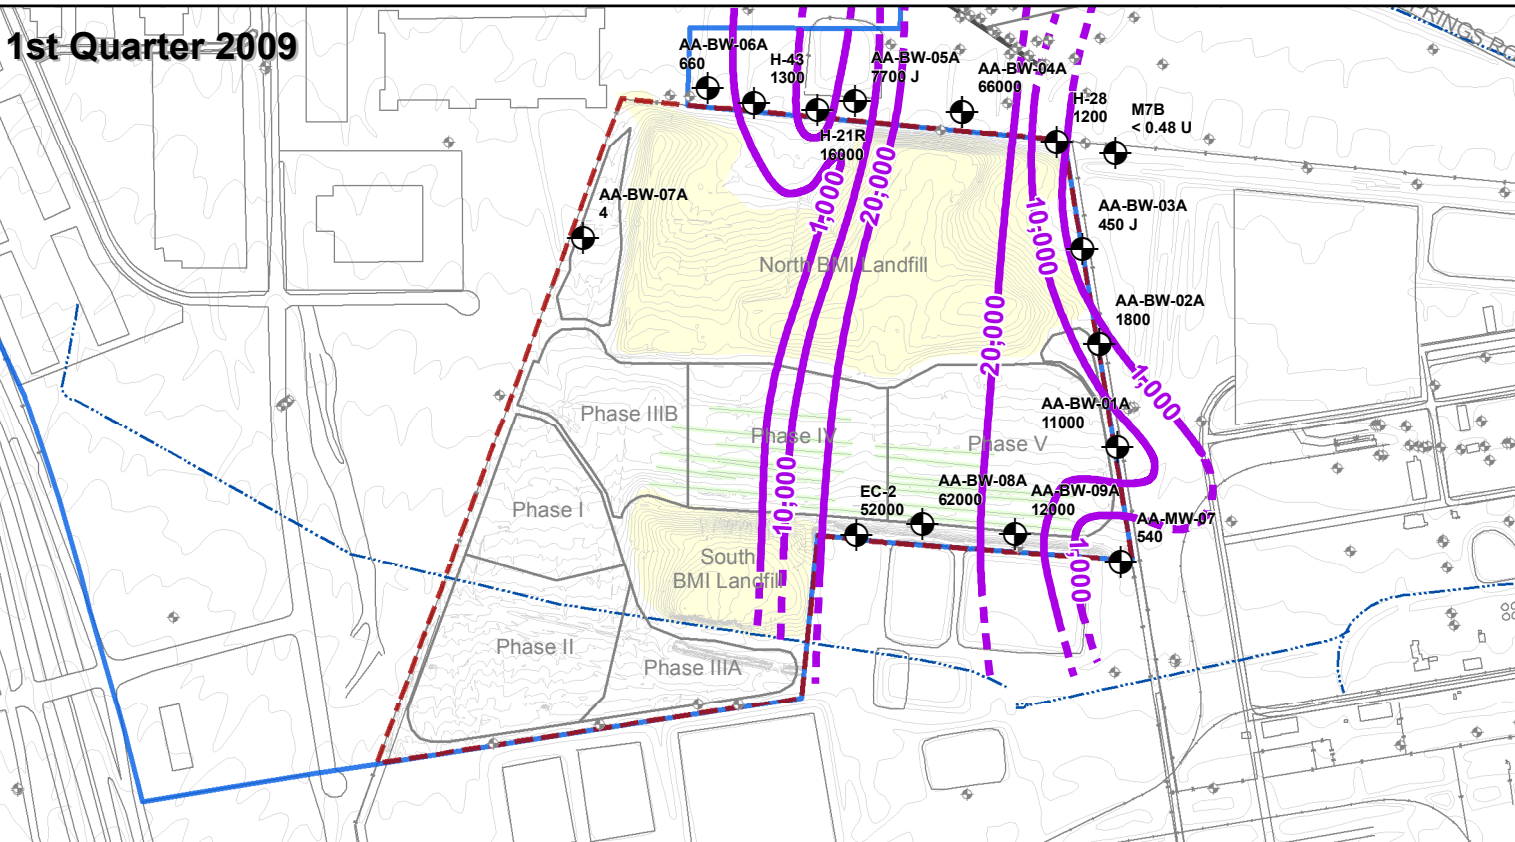 1st Quarter 2009
AA-BW-06A
660
H-43
1300
AA-BW-05A
7700 J
AA-BW-04A
66000
H-28
1200
M7B
< 0.48 U
H-21R
16000
AA-BW-07A
4
1,000
20,000
10,000
AA-BW-03A
450 J
North BMI Landfill
20,000
AA-BW-02A
1800
1,000
AA-BW-01A
11000
Phase IIIB
Phase IV
Phase V
10,000
EC-2
52000
AA-BW-08A
62000
AA-BW-09A
12000
AA-MW-07
540
Phase I
South
BMI Landfill
1,000
Phase II
Phase IIIA